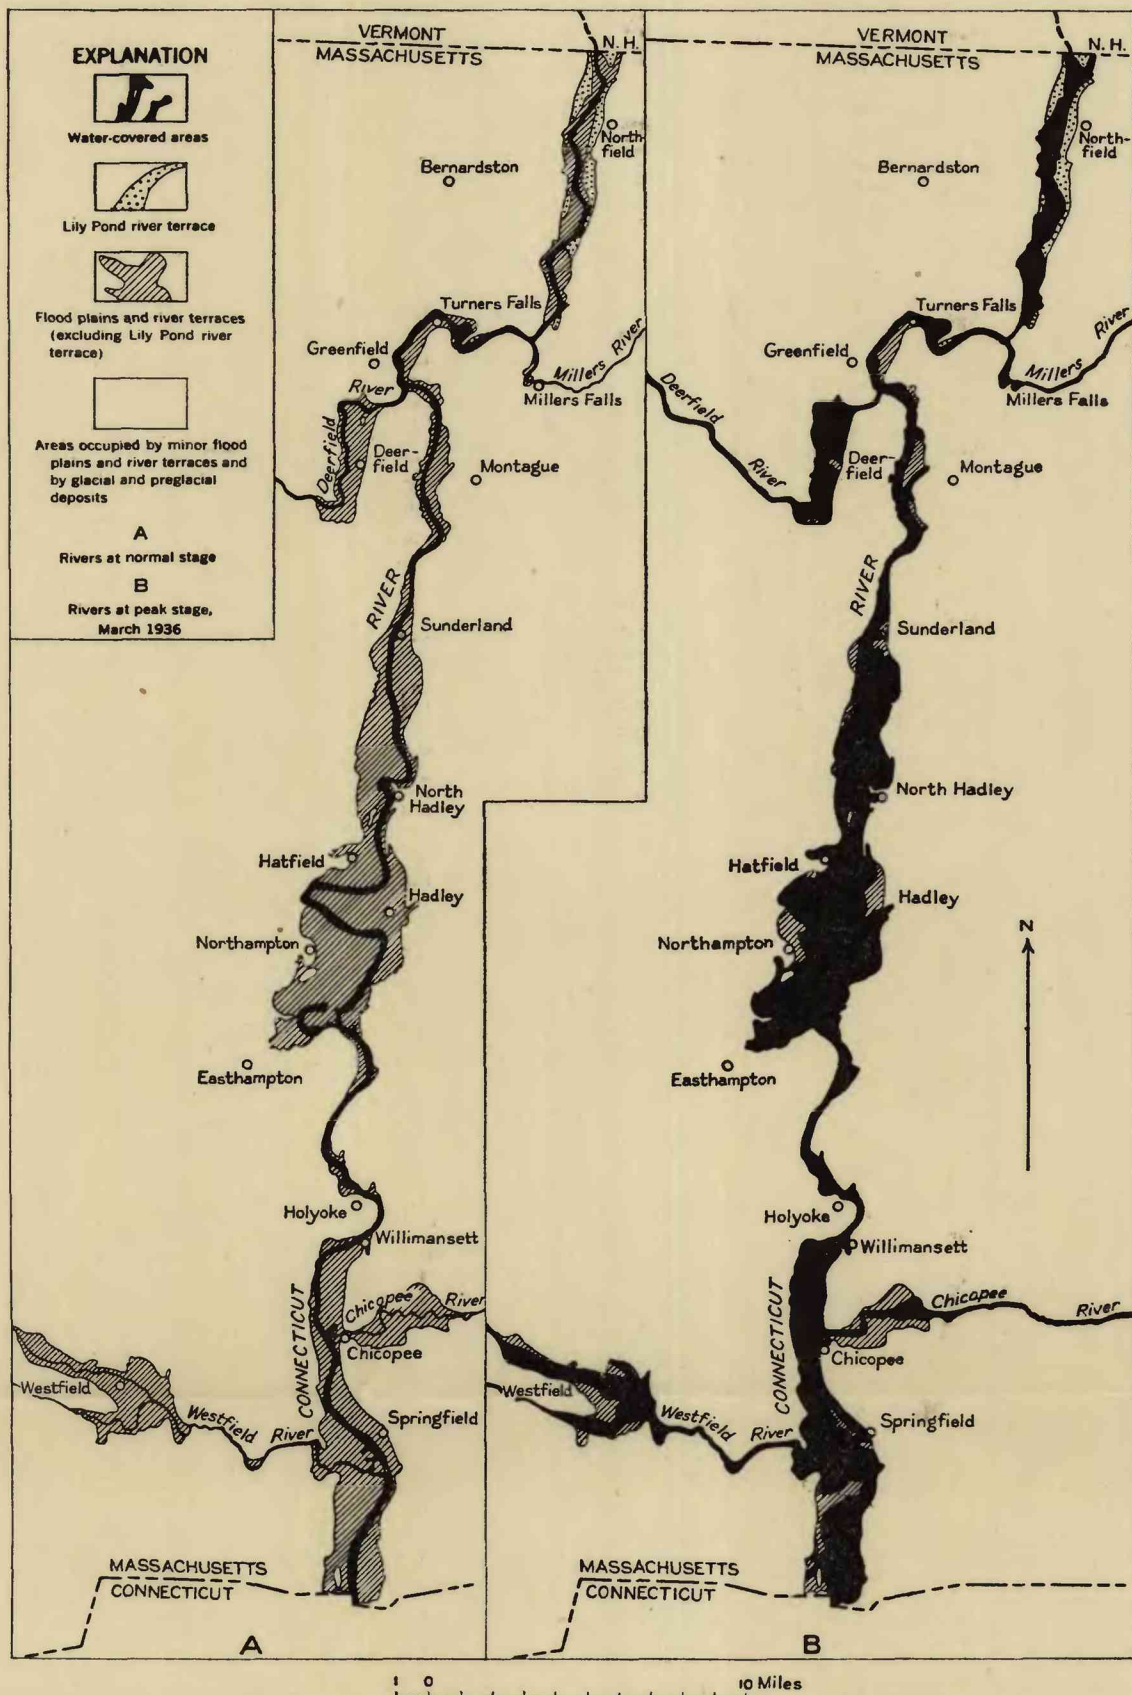 EXPLANATION
Water-covered areas
Lily Pond river terrace
Flood plains and river terraces
(excluding Lily Pond river
terrace)
Areas occupied by minor flood
plains and river terraces and
by glacial and preglacial
deposits
A
Rivers at normal stage
B
Rivers at peak stage,
March 1936
VERMONT
N. H.
MASSACHUSETTS
North-
field
Bernardston
Turners Falls
Greenfield
Millers River
Millers Falls
Deerfield River
Deer-
field
Montague
RIVER
Sunderland
North
Hadley
Hatfield
Hadley
Northampton
Easthampton
Holyoke
Willimansett
CONNECTICUT
Chicopee River
Chicopee
Westfield
Westfield River
Springfield
MASSACHUSETTS
CONNECTICUT
A
VERMONT
N. H.
MASSACHUSETTS
North-
field
Bernardston
Turners Falls
Greenfield
Millers River
Millers Falls
Deerfield River
Deer-
field
Montague
RIVER
Sunderland
North Hadley
Hatfield
Hadley
Northampton
N
Easthampton
Holyoke
Willimansett
CONNECTICUT
Chicopee River
Chicopee
Westfield
Westfield River
Springfield
MASSACHUSETTS
CONNECTICUT
B
1 0 10 Miles